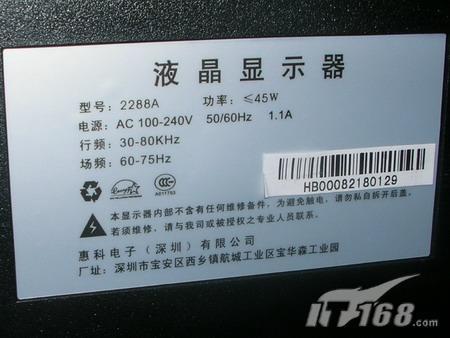 液晶显示器
型号：2288A 功率：≤45W
电源：AC 100-240V 50/60Hz 1.1A
行频：30-80KHz
场频：60-75Hz
HB00082180129
本显示器内部不含有任何维修备件，为避免触电，请勿私自拆开后盖。
若须维修，请与我司或被授权之专业人员联系。
惠科电子（深圳）有限公司
厂址：深圳市宝安区西乡镇航城工业区宝华森工业园
IT168.com